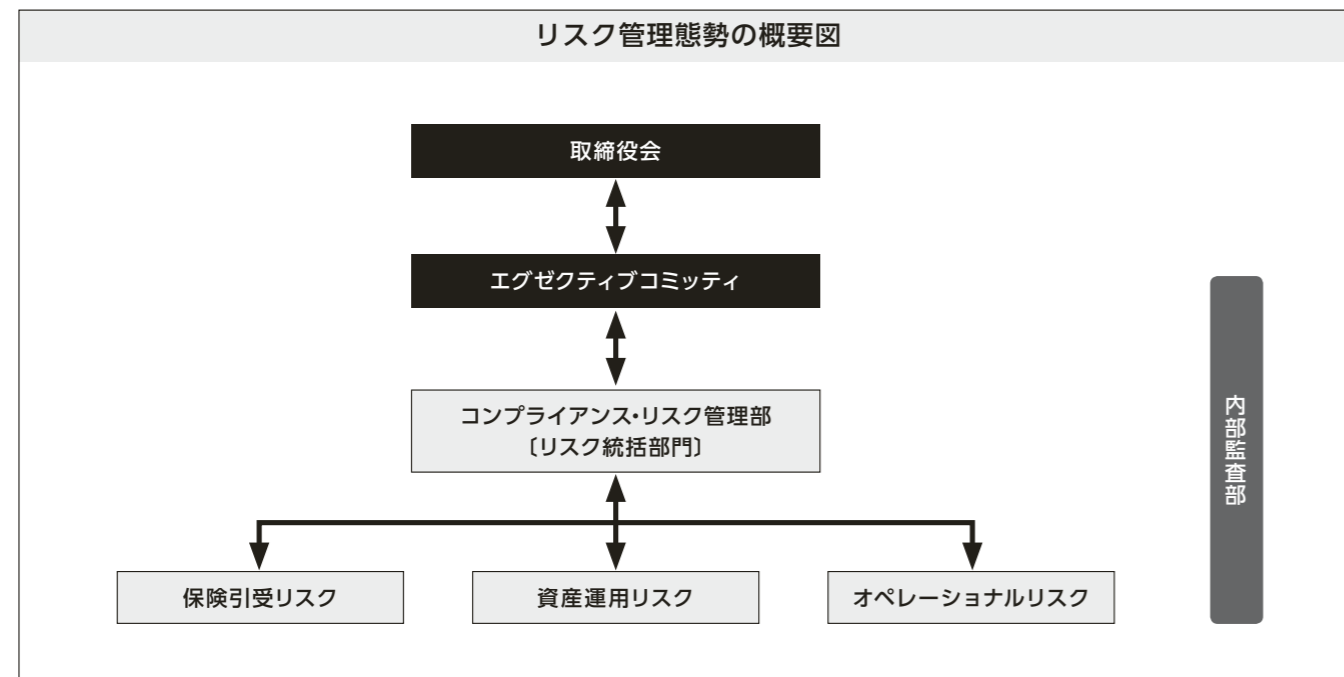 リスク管理態勢の概要図
取締役会
エグゼクティブコミッティ
コンプライアンス・リスク管理部
〔リスク統括部門〕
保険引受リスク
資産運用リスク
オペレーショナルリスク
内部監査部